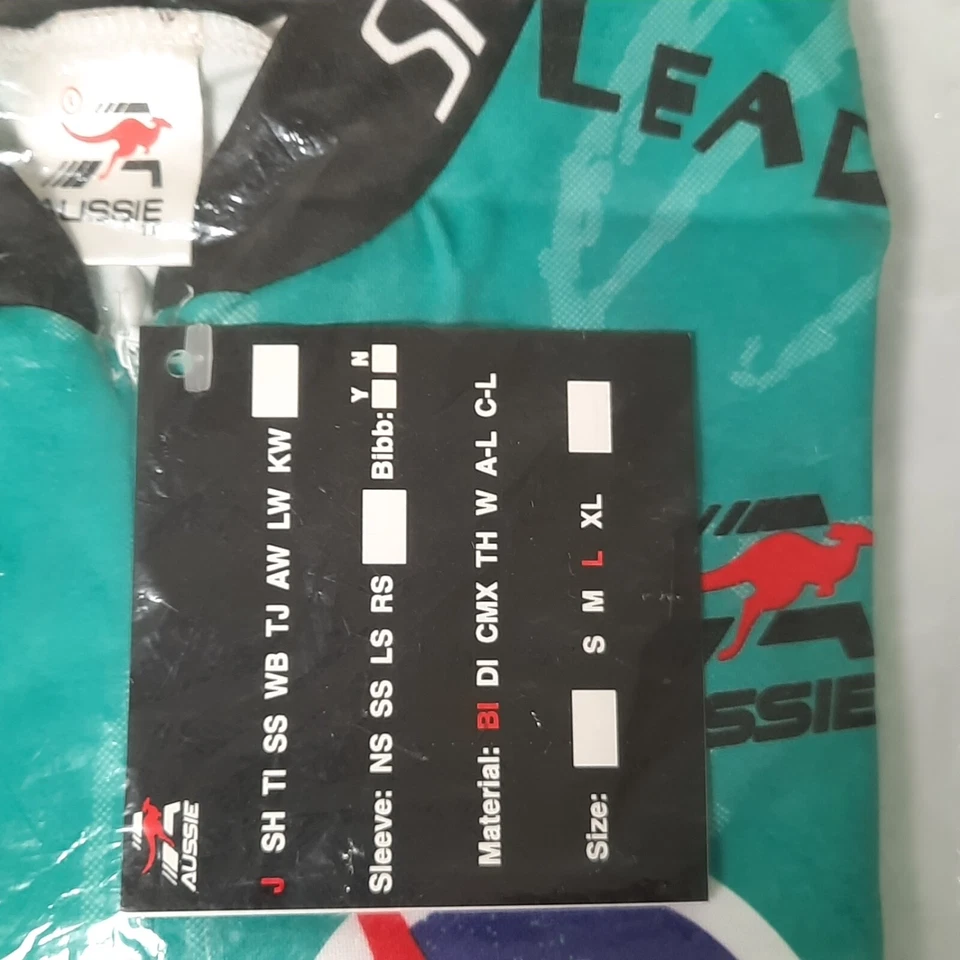 AUSSIE
LEAD
AUSSIE
J SH TI SS WB TJ AW LW KW
Sleeve: NS SS LS RS Bibb: Y N
Material: BI DI CMX TH W A-L C-L
Size: S M L XL
SSIE